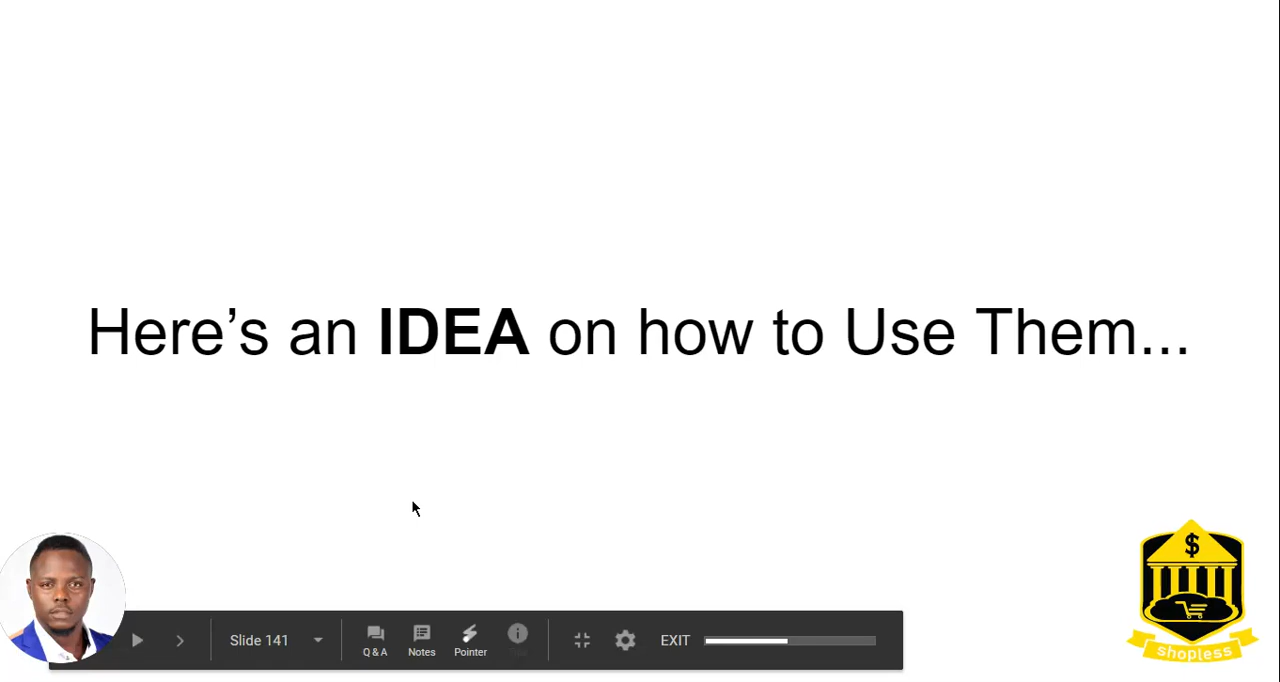 Here’s an IDEA on how to Use Them...
Slide 141
Q & A
Notes
Pointer
EXIT
$
shopless